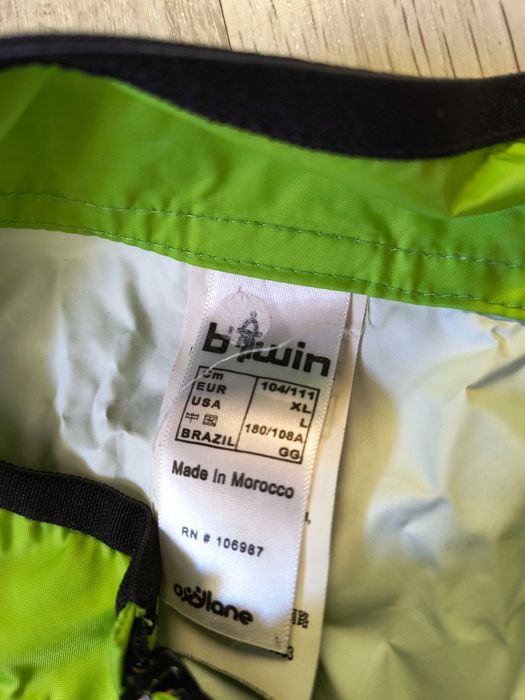 b'twin
cm 104/111
EUR XL
USA L
中国 180/108A
BRAZIL GG
Made in Morocco
RN # 106987
oxylane